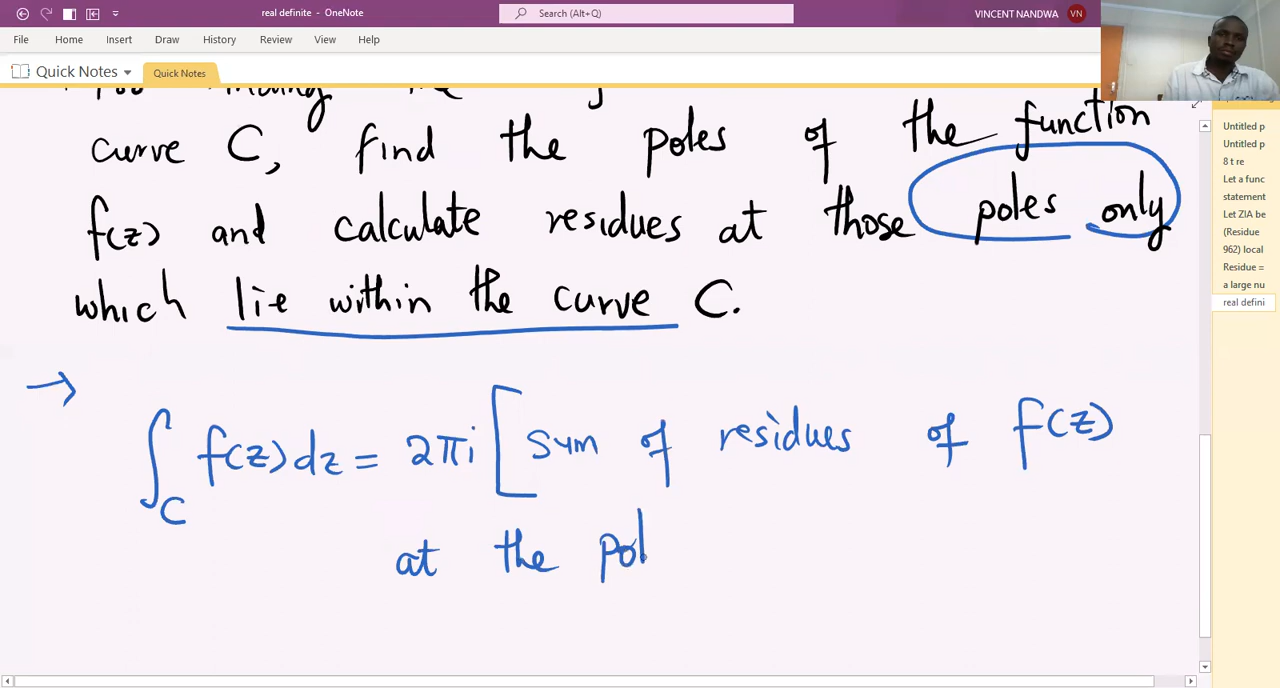 real definite - OneNote
Search (Alt+Q)
VINCENT NANDWA
VN
File Home Insert Draw History Review View Help
Quick Notes
Quick Notes
curve C, find the poles of the function
f(z) and calculate residues at those poles only
which lie within the curve C.
→
∫_C f(z)dz = 2πi [ sum of residues of f(z)
at the pol
Untitled p
Untitled p
8 t re
Let a func
statement
Let ZIA be
(Residue
962) local
Residue =
a large nu
real defini